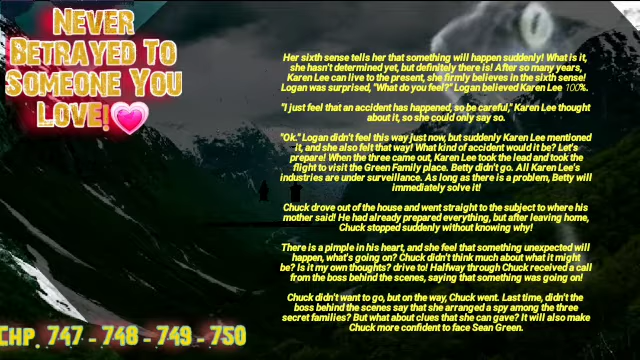 NEVER
BETRAYED TO
SOMEONE YOU
LOVE!
Her sixth sense tells her that something will happen suddenly! What is it,
she hasn't determined yet, but definitely there is! After so many years,
Karen Lee can live to the present, she firmly believes in the sixth sense!
Logan was surprised, "What do you feel?" Logan believed Karen Lee 100%.
"I just feel that an accident has happened, so be careful," Karen Lee thought
about it, so she could only say so.
"Ok." Logan didn't feel this way just now, but suddenly Karen Lee mentioned
it, and she also felt that way! What kind of accident would it be? Let's
prepare! When the three came out, Karen Lee took the lead and took the
flight to visit the Green Family place. Betty didn't go. All Karen Lee's
industries are under surveillance. As long as there is a problem, Betty will
immediately solve it!
Chuck drove out of the house and went straight to the subject to where his
mother said! He had already prepared everything, but after leaving home,
Chuck stopped suddenly without knowing why!
There is a pimple in his heart, and she feel that something unexpected will
happen, what's going on? Chuck didn't think much about what it might
be? Is it my own thoughts? drive to! Halfway through Chuck received a call
from the boss behind the scenes, saying that something was going on!
Chuck didn't want to go, but on the way, Chuck went. Last time, didn't the
boss behind the scenes say that she arranged a spy among the three
secret families? But what about clues that she can gave? It will also make
Chuck more confident to face Sean Green.
CHP. 747 - 748 - 749 - 750